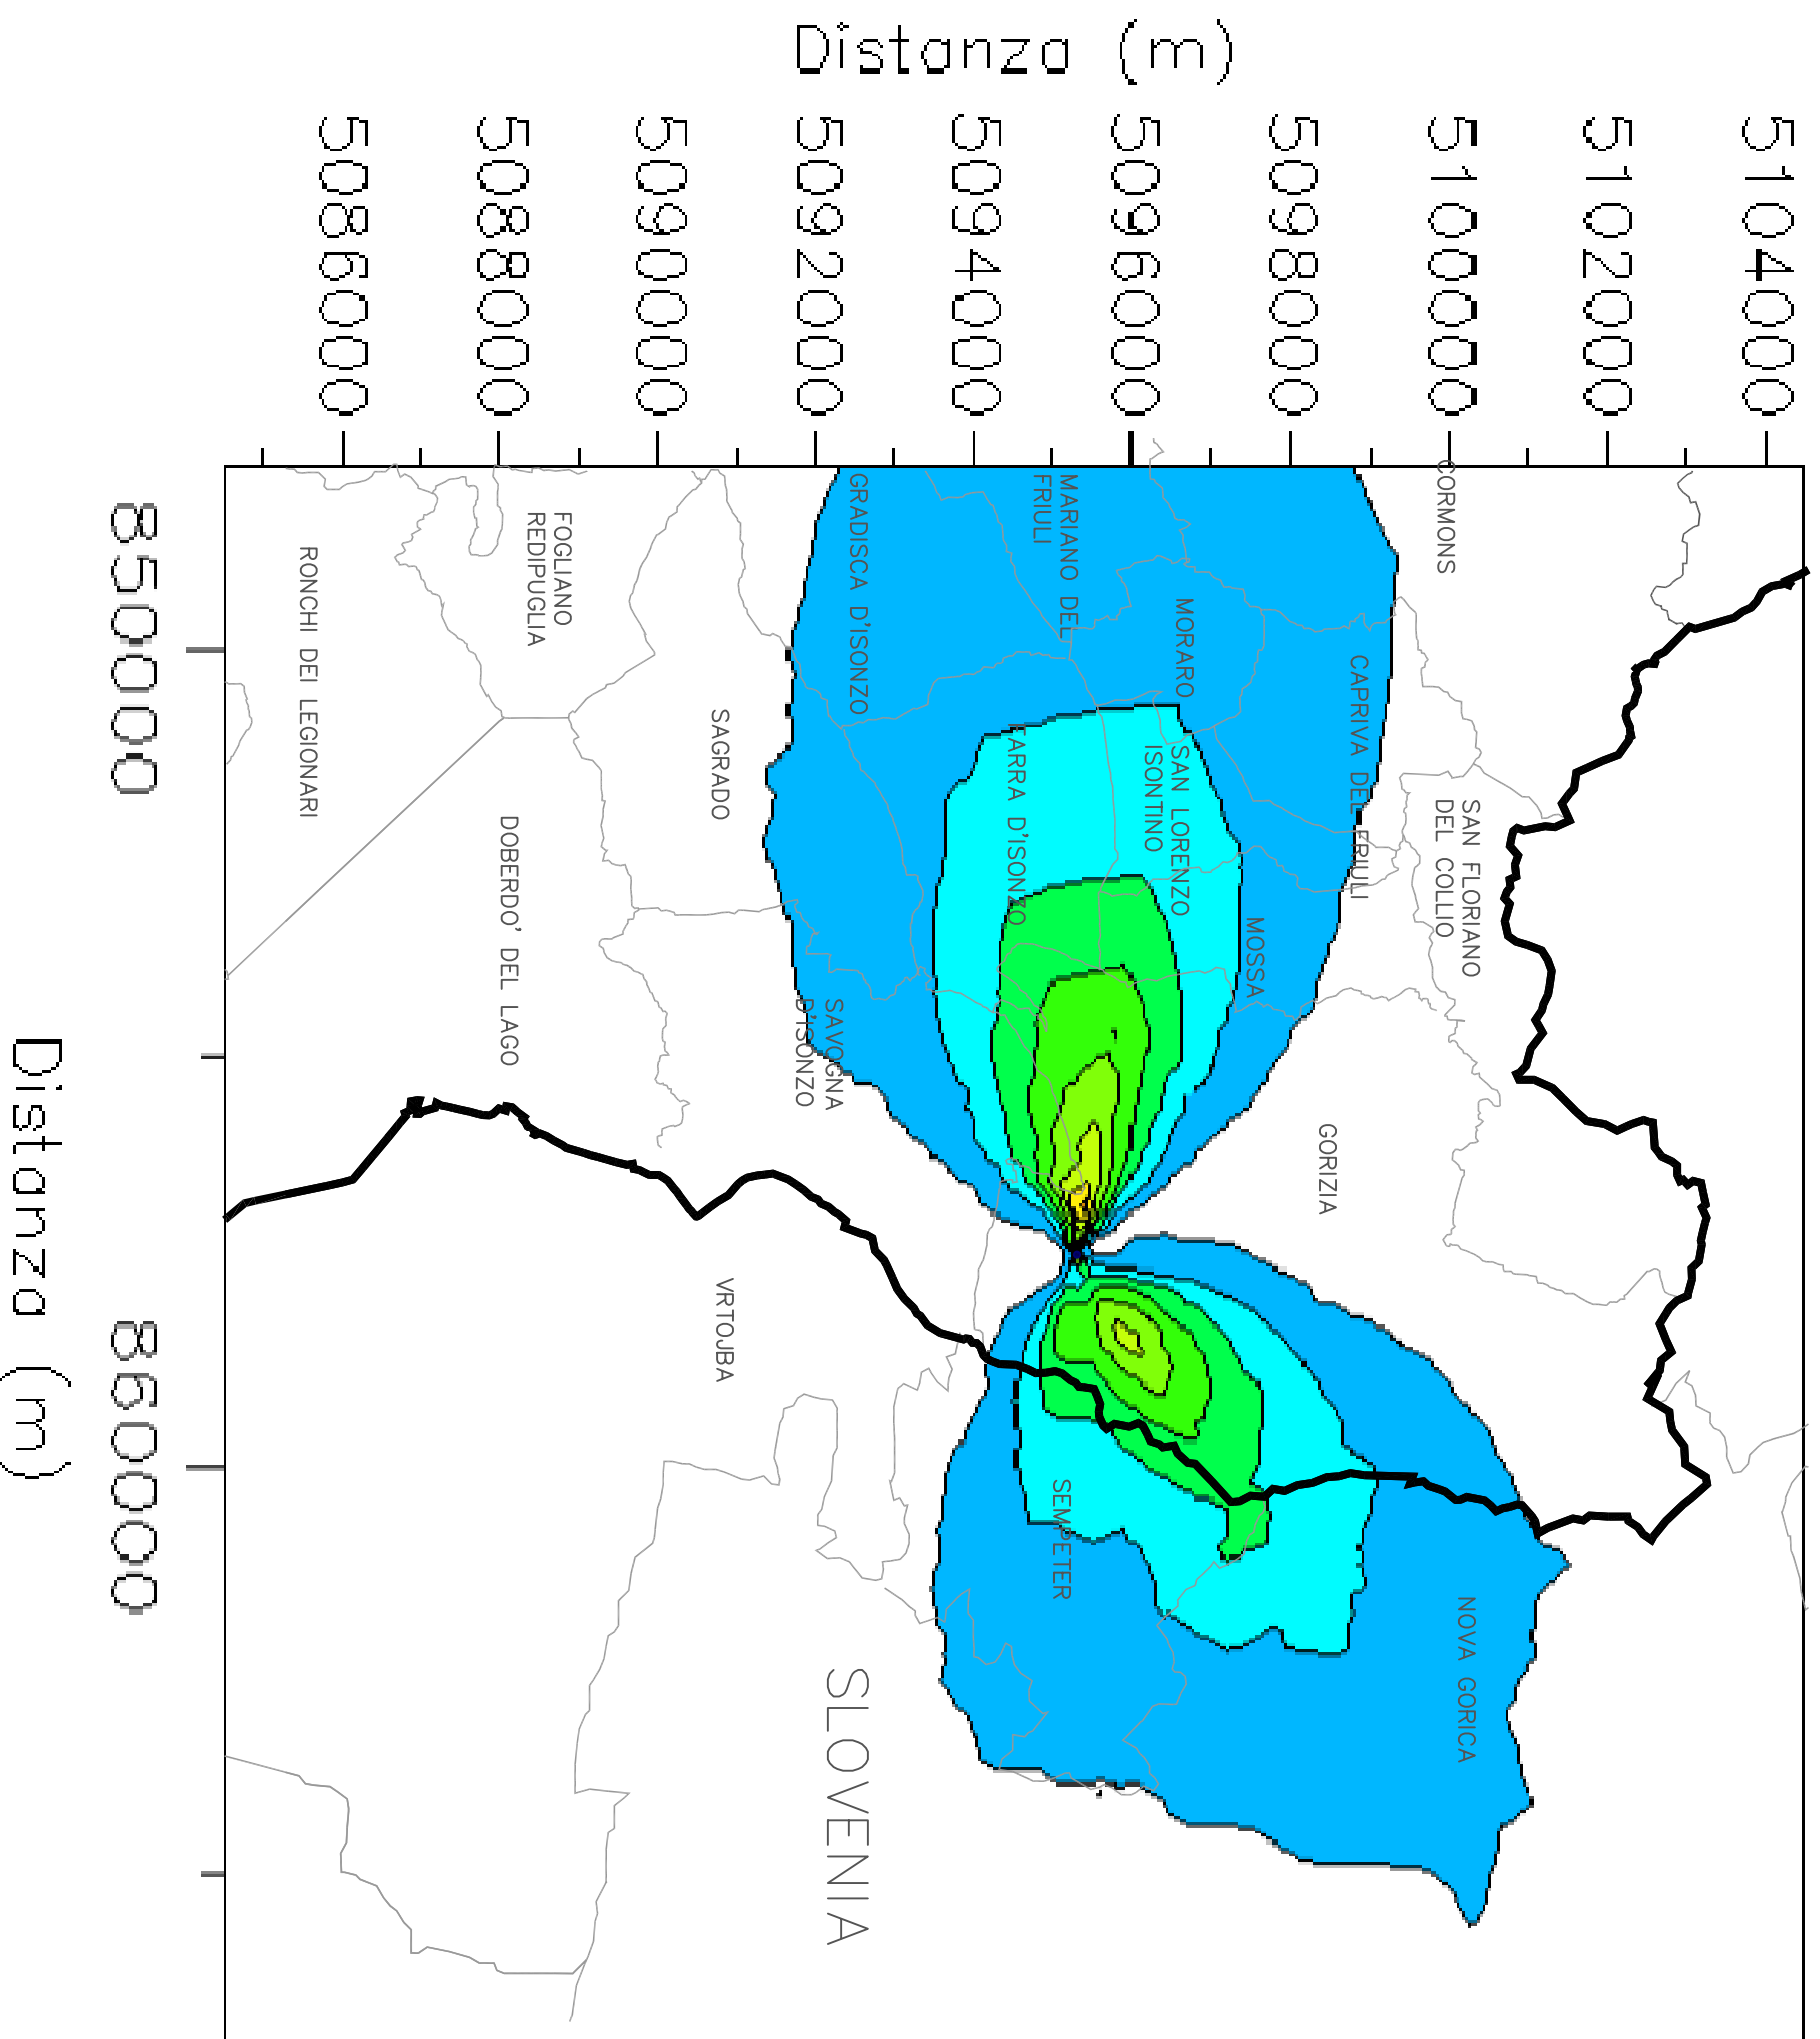 Distanza (m)
5104000
5102000
5100000
5098000
5096000
5094000
5092000
5090000
5088000
5086000
CORMONS
SAN FLORIANO
DEL COLLIO
CAPRIVA DEL FRIULI
MORARO
SAN LORENZO
ISONTINO
MOSSA
GORIZIA
NOVA GORICA
MARIANO DEL
FRIULI
FARRA D'ISONZO
SEMPETER
GRADISCA D'ISONZO
SAVOGNA
D'ISONZO
SLOVENIA
SAGRADO
VRTOJBA
FOGLIANO
REDIPUGLIA
DOBERDO' DEL LAGO
RONCHI DEI LEGIONARI
850000
860000
Distanza (m)